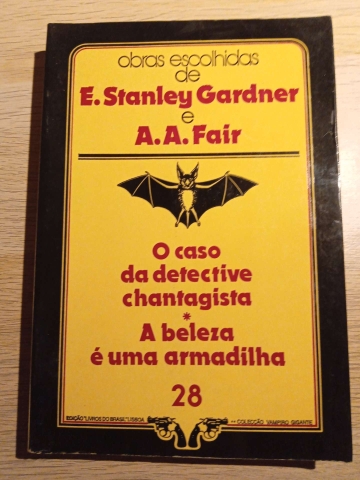 obras escolhidas
de
E. Stanley Gardner
e
A.A. Fair
O caso
da detective
chantagista
*
A beleza
é uma armadilha
28
EDIÇÃO "LIVROS DO BRASIL" LISBOA
COLECÇÃO VAMPIRO GIGANTE